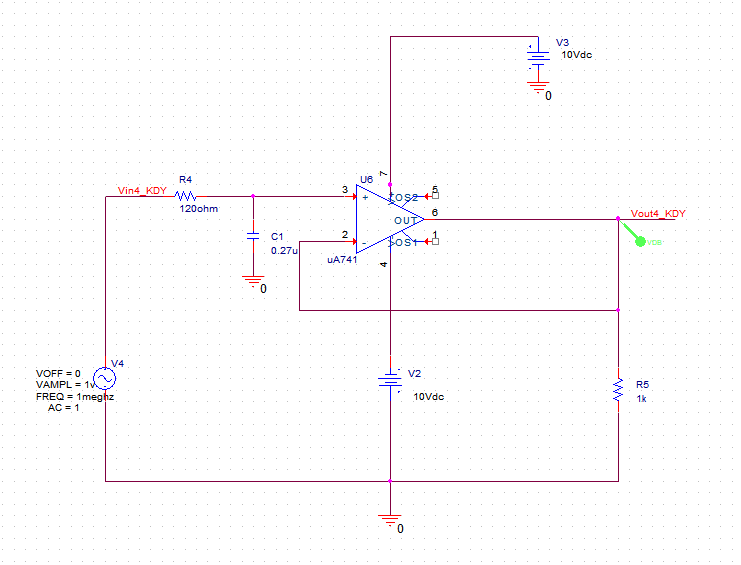 V3
10Vdc
0
R4
Vin4_KDY
120ohm
U6
7
3
+
OS2
5
OUT
6
Vout4_KDY
VDB
2
-
OS1
1
uA741
4
C1
0.27u
0
V4
VOFF = 0
VAMPL = 1v
FREQ = 1meghz
AC = 1
V2
10Vdc
R5
1k
0